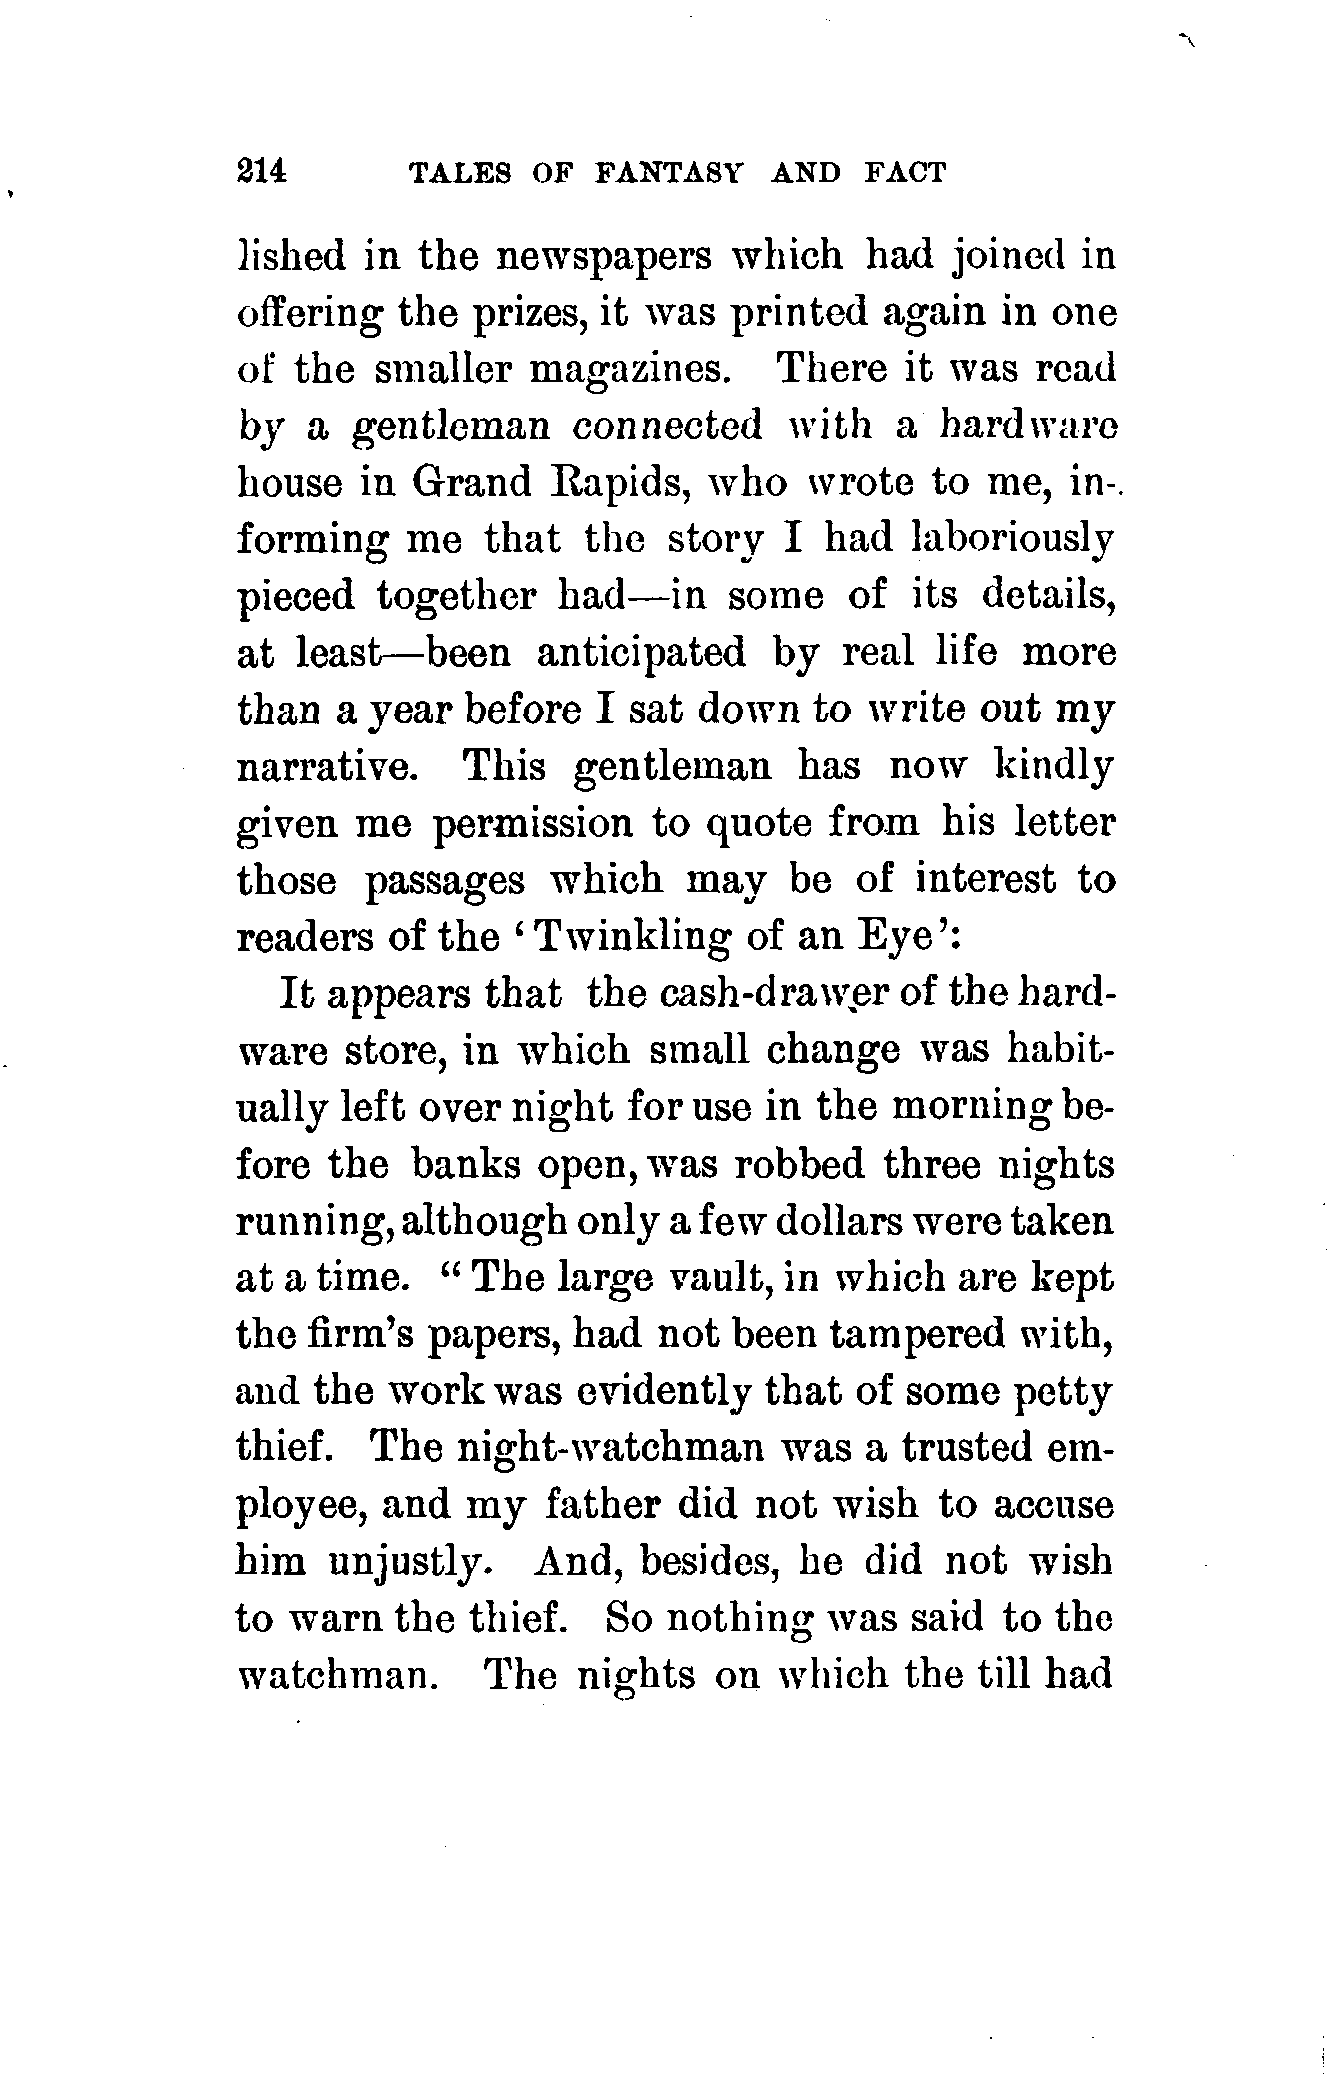 214 TALES OF FANTASY AND FACT
lished in the newspapers which had joined in
offering the prizes, it was printed again in one
of the smaller magazines. There it was read
by a gentleman connected with a hardware
house in Grand Rapids, who wrote to me, in-
forming me that the story I had laboriously
pieced together had—in some of its details,
at least—been anticipated by real life more
than a year before I sat down to write out my
narrative. This gentleman has now kindly
given me permission to quote from his letter
those passages which may be of interest to
readers of the ‘Twinkling of an Eye’:
It appears that the cash-drawer of the hard-
ware store, in which small change was habit-
ually left over night for use in the morning be-
fore the banks open, was robbed three nights
running, although only a few dollars were taken
at a time. “The large vault, in which are kept
the firm’s papers, had not been tampered with,
and the work was evidently that of some petty
thief. The night-watchman was a trusted em-
ployee, and my father did not wish to accuse
him unjustly. And, besides, he did not wish
to warn the thief. So nothing was said to the
watchman. The nights on which the till had